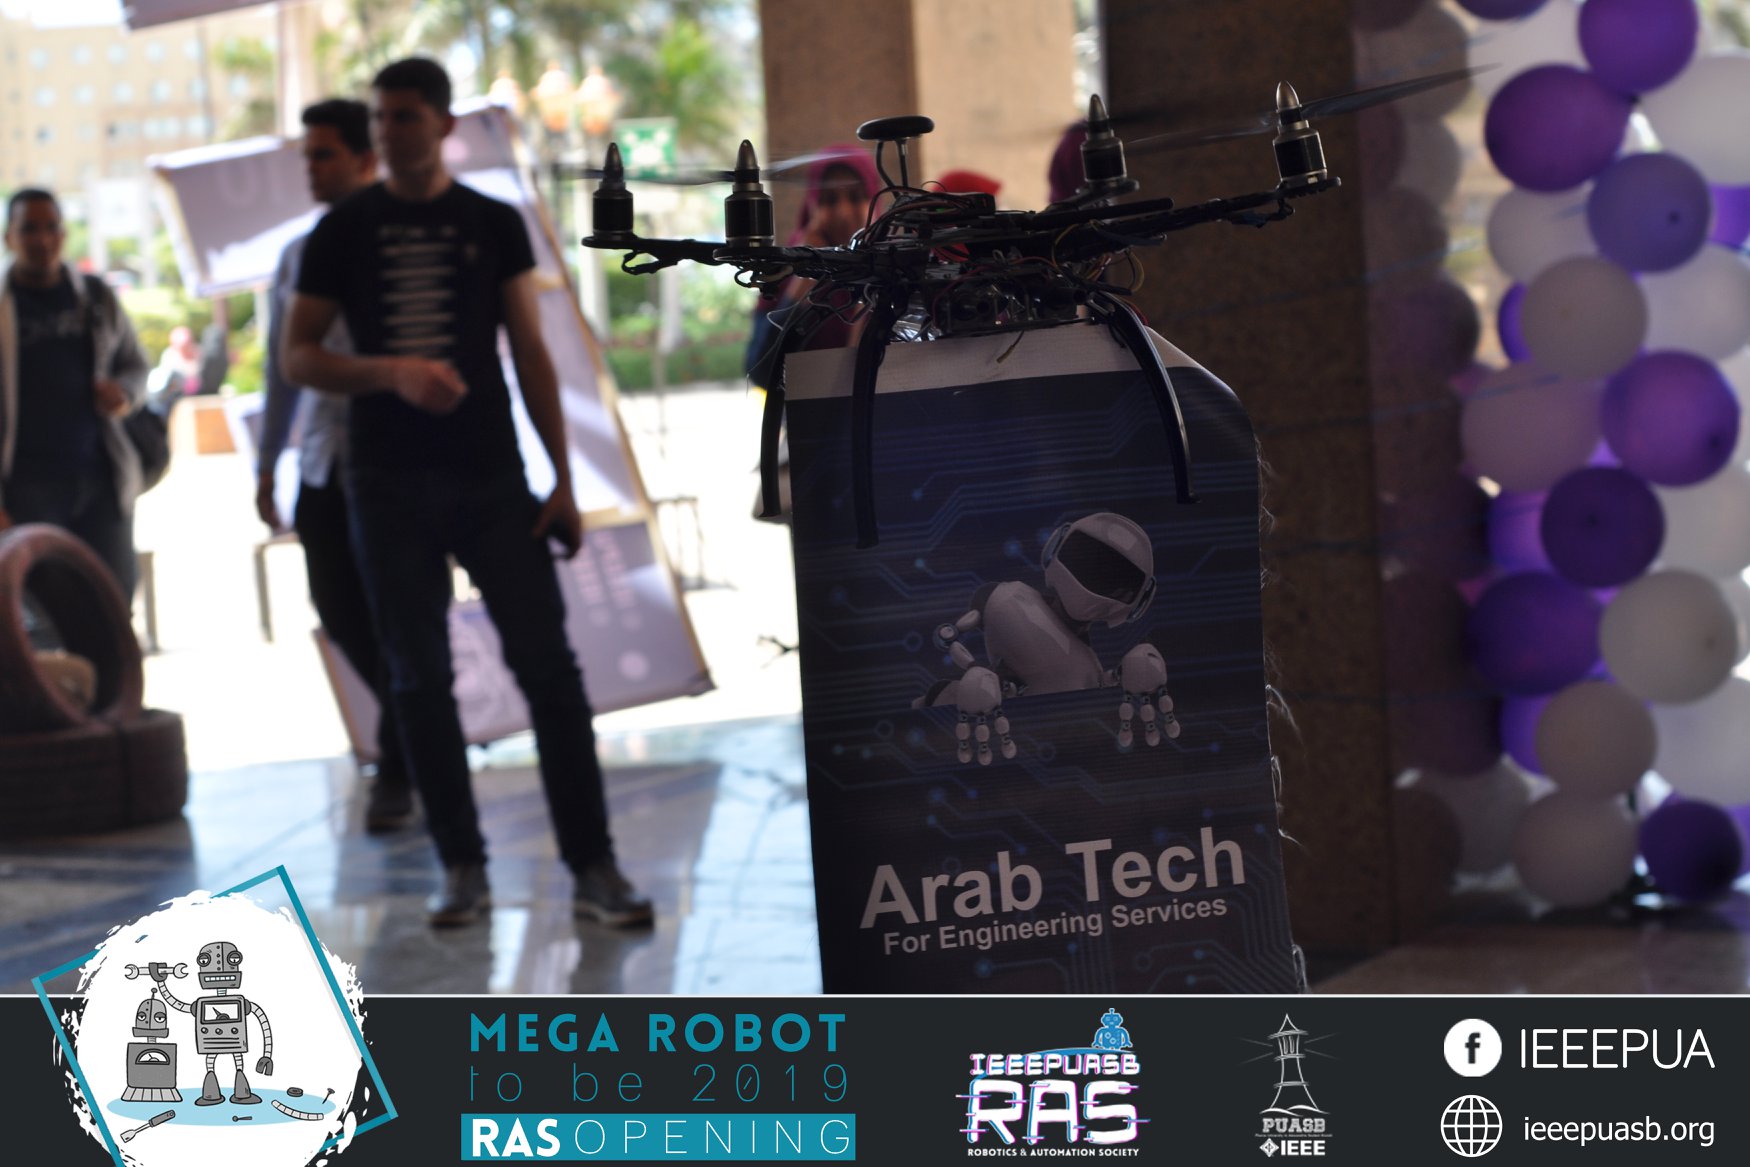 Arab Tech
For Engineering Services
MEGA ROBOT
to be 2019
RAS OPENING
IEEEPUASB
RAS
ROBOTICS & AUTOMATION SOCIETY
PUASB
IEEE
IEEEPUA
ieeepuasb.org